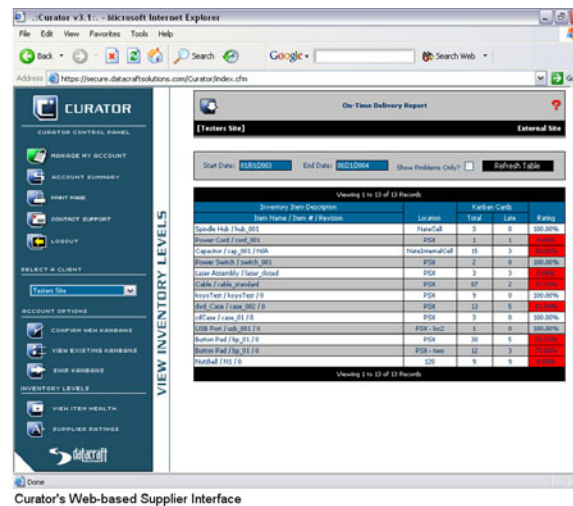 .::Curator v3.1::. - Microsoft Internet Explorer
File Edit View Favorites Tools Help
Back Search Google Search Web
Address https://secure.datacraftsolutions.com/Curator/index.cfm Go
CURATOR
CURATOR CONTROL PANEL
MANAGE MY ACCOUNT
ACCOUNT SUMMARY
PRINT PAGE
CONTACT SUPPORT
LOGOUT
SELECT A CLIENT
Testers Site
ACCOUNT OPTIONS
CONFIRM NEW KANBANS
VIEW EXISTING KANBANS
SHIP KANBANS
INVENTORY LEVELS
VIEW ITEM HEALTH
SUPPLIER RATINGS
datacraft
VIEW INVENTORY LEVELS
On-Time Delivery Report ?
[Testers Site] External Site
Start Date: 01/01/2003 End Date: 06/21/2004 Show Problems Only? Refresh Table
Viewing 1 to 13 of 13 Records
Inventory Item Description Kanban Cards
Item Name / Item # / Revision Location Total Late Rating
Spindle Hub / hub_001 NateCell 3 0 100.00%
Power Cord / cord_001 PSX 1 1
Capacitor / cap_001 / N/A NateInternalCell 15 3
Power Switch / switch_001 PSX 2 0 100.00%
Lazer Assembly / lazer_dosed PSX 3 3
Cable / cable_standard PSX 87 2
koyoTest / koyoTest / 0 PSX 9 0 100.00%
dvd_Case / case_002 / 0 PSX 13 5
cdCase / case_01 / 0 PSX 3 0 100.00%
USB Port / usb_001 / 0 PSX - 1 0 100.00%
Button Pad / bp_01 / 0 PSX 30 5
Button Pad / bp_01 / 0 PSX - two 12 3
Nutshell / N1 / 0 120 9 9
Viewing 1 to 13 of 13 Records
Done
Curator's Web-based Supplier Interface